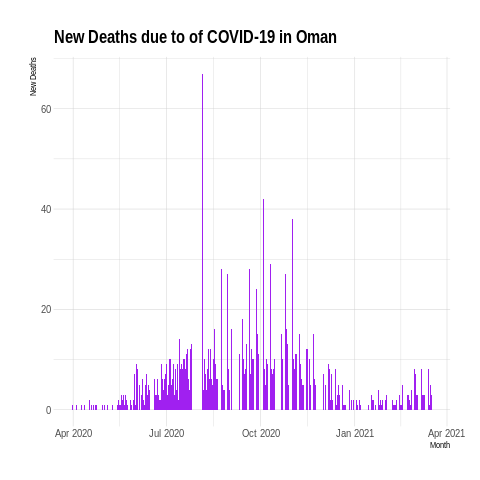 New Deaths due to of COVID-19 in Oman
New Deaths
60
40
20
0
Apr 2020 Jul 2020 Oct 2020 Jan 2021 Apr 2021
Month